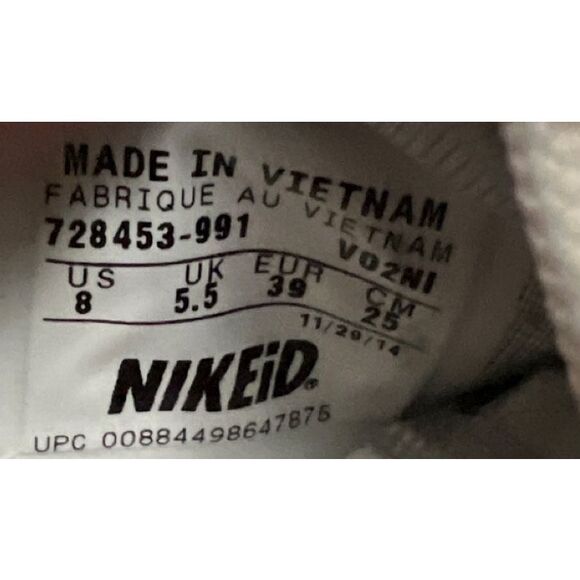 MADE IN VIETNAM
FABRIQUE AU VIETNAM
728453-991 V02NI
US UK EUR CM
8 5.5 39 25
11/29/14
NIKEiD®
UPC 00884498647875